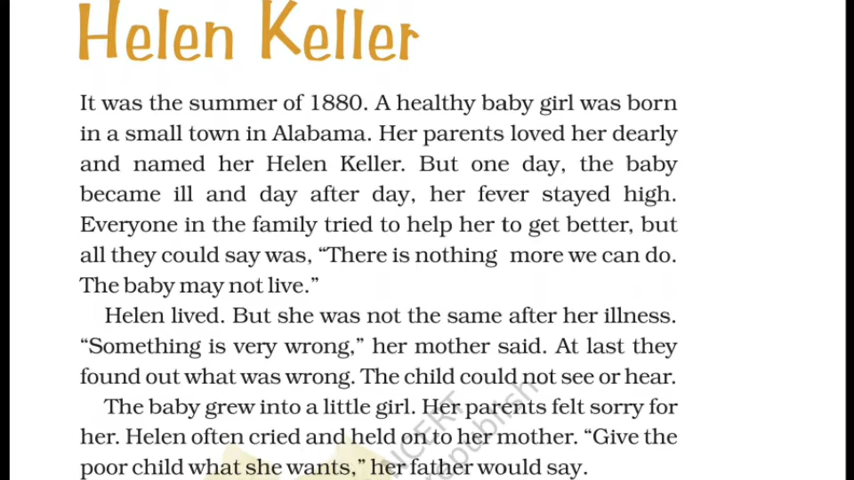 Helen Keller
It was the summer of 1880. A healthy baby girl was born
in a small town in Alabama. Her parents loved her dearly
and named her Helen Keller. But one day, the baby
became ill and day after day, her fever stayed high.
Everyone in the family tried to help her to get better, but
all they could say was, “There is nothing more we can do.
The baby may not live.”
Helen lived. But she was not the same after her illness.
“Something is very wrong,” her mother said. At last they
found out what was wrong. The child could not see or hear.
The baby grew into a little girl. Her parents felt sorry for
her. Helen often cried and held on to her mother. “Give the
poor child what she wants,” her father would say.
NCERT
republish